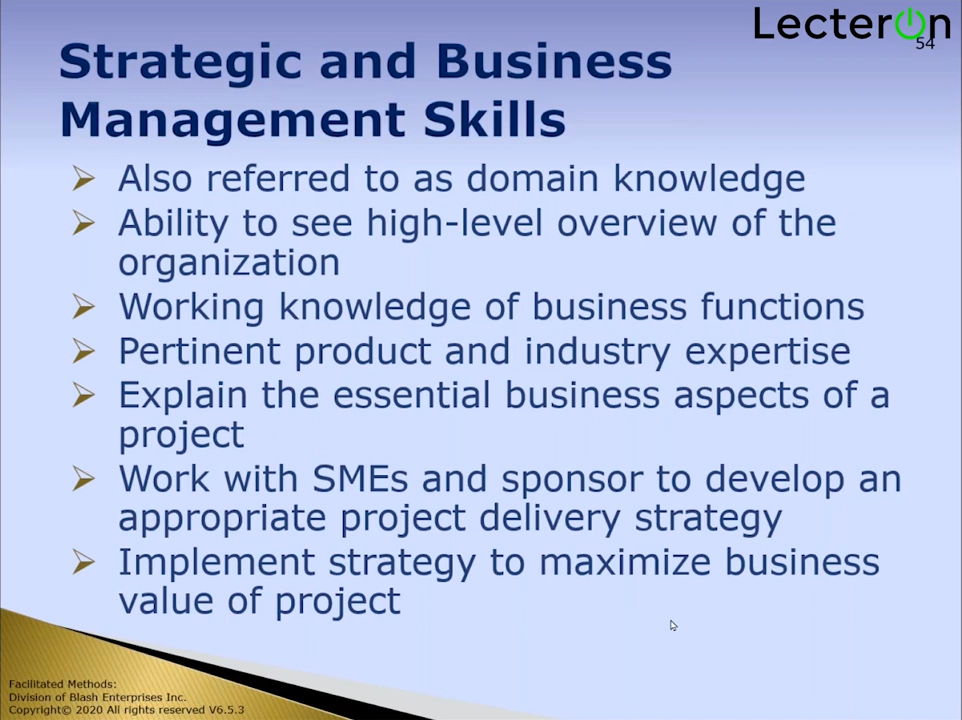 LecterOn
54
Strategic and Business
Management Skills
Also referred to as domain knowledge
Ability to see high-level overview of the
organization
Working knowledge of business functions
Pertinent product and industry expertise
Explain the essential business aspects of a
project
Work with SMEs and sponsor to develop an
appropriate project delivery strategy
Implement strategy to maximize business
value of project
Facilitated Methods:
Division of Blash Enterprises Inc.
Copyright© 2020 All rights reserved V6.5.3